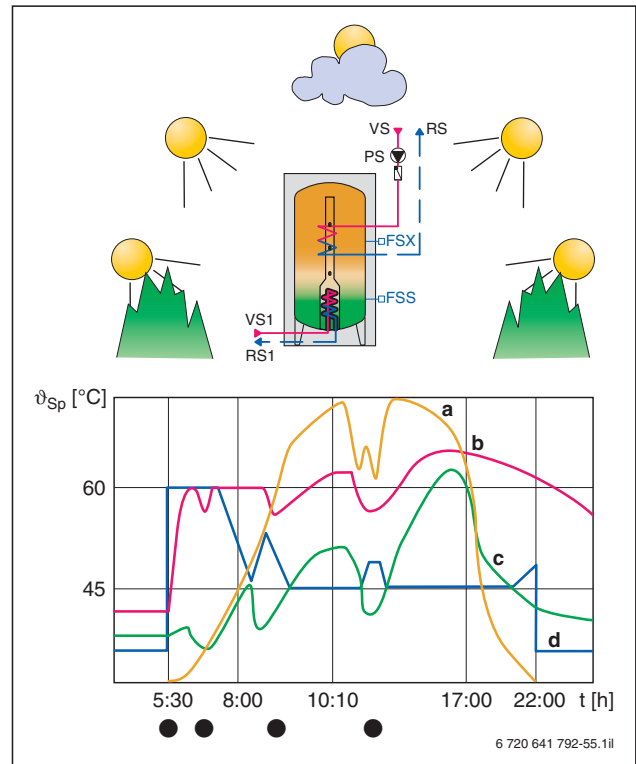 VS RS
PS
FSX
FSS
VS1
RS1
ϑSp [°C]
a
b
60
c
45
d
5:30 8:00 10:10 17:00 22:00 t [h]
6 720 641 792-55.1il